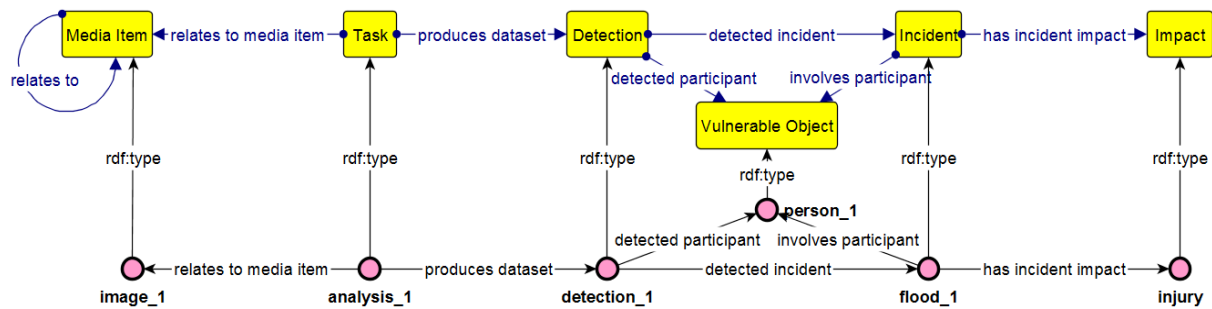 Media Item
relates to media item
Task
produces dataset
Detection
detected incident
Incident
has incident impact
Impact
relates to
detected participant
involves participant
Vulnerable Object
rdf:type
rdf:type
rdf:type
rdf:type
rdf:type
rdf:type
person_1
detected participant
involves participant
relates to media item
produces dataset
detected incident
has incident impact
image_1
analysis_1
detection_1
flood_1
injury